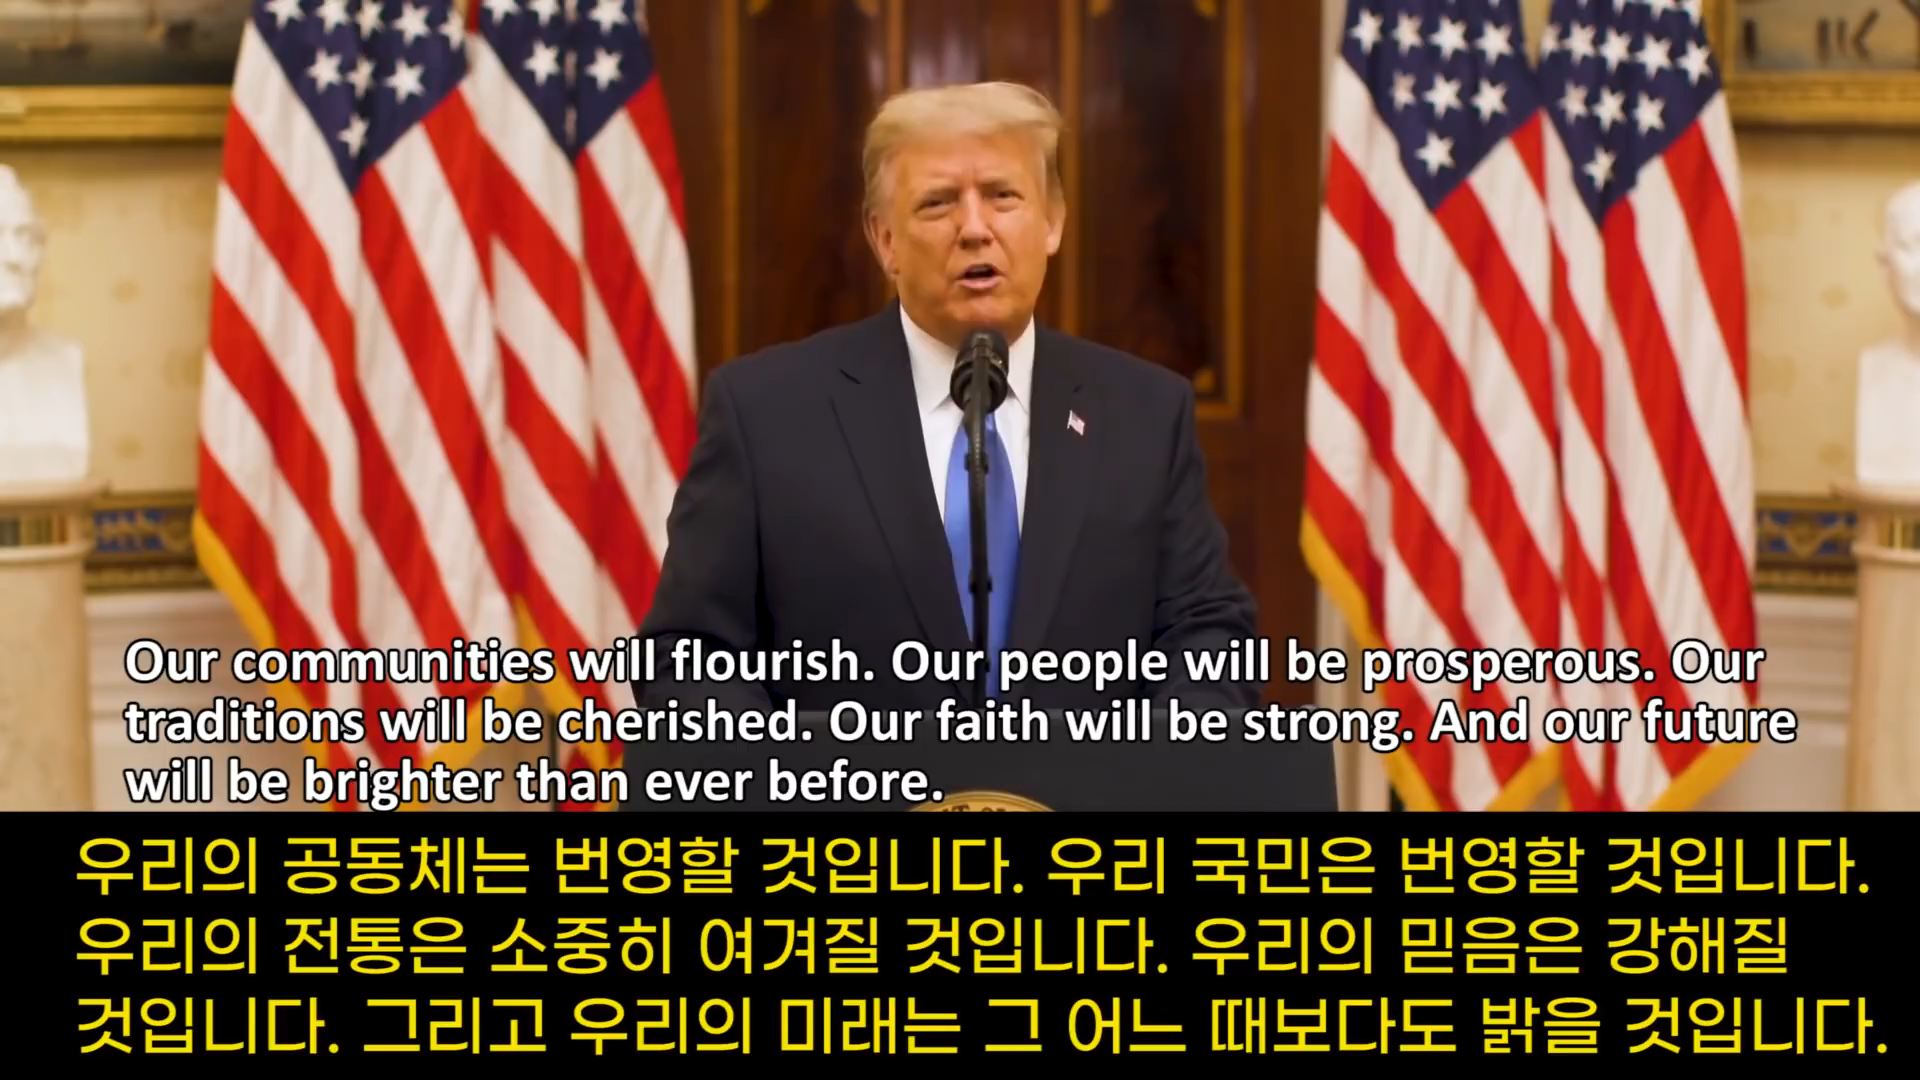 Our communities will flourish. Our people will be prosperous. Our
traditions will be cherished. Our faith will be strong. And our future
will be brighter than ever before.
우리의 공동체는 번영할 것입니다. 우리 국민은 번영할 것입니다.
우리의 전통은 소중히 여겨질 것입니다. 우리의 믿음은 강해질
것입니다. 그리고 우리의 미래는 그 어느 때보다도 밝을 것입니다.